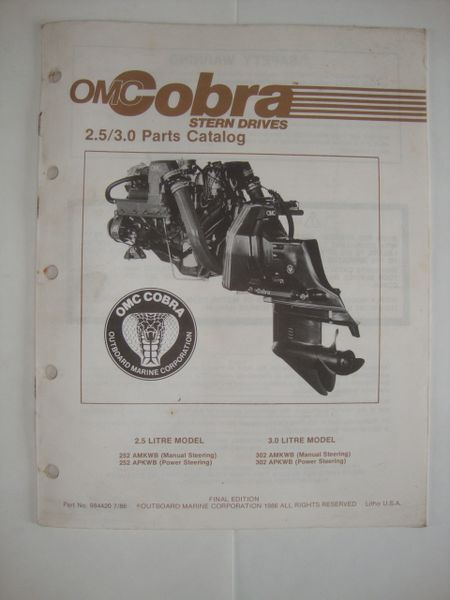 OMC Cobra
STERN DRIVES
2.5/3.0 Parts Catalog
OMC
Cobra
OMC COBRA
OUTBOARD MARINE CORPORATION
2.5 LITRE MODEL
252 AMKWB (Manual Steering)
252 APKWB (Power Steering)
3.0 LITRE MODEL
302 AMKWB (Manual Steering)
302 APKWB (Power Steering)
FINAL EDITION
Part No. 984420 7/86 ©OUTBOARD MARINE CORPORATION 1986 ALL RIGHTS RESERVED Litho U.S.A.